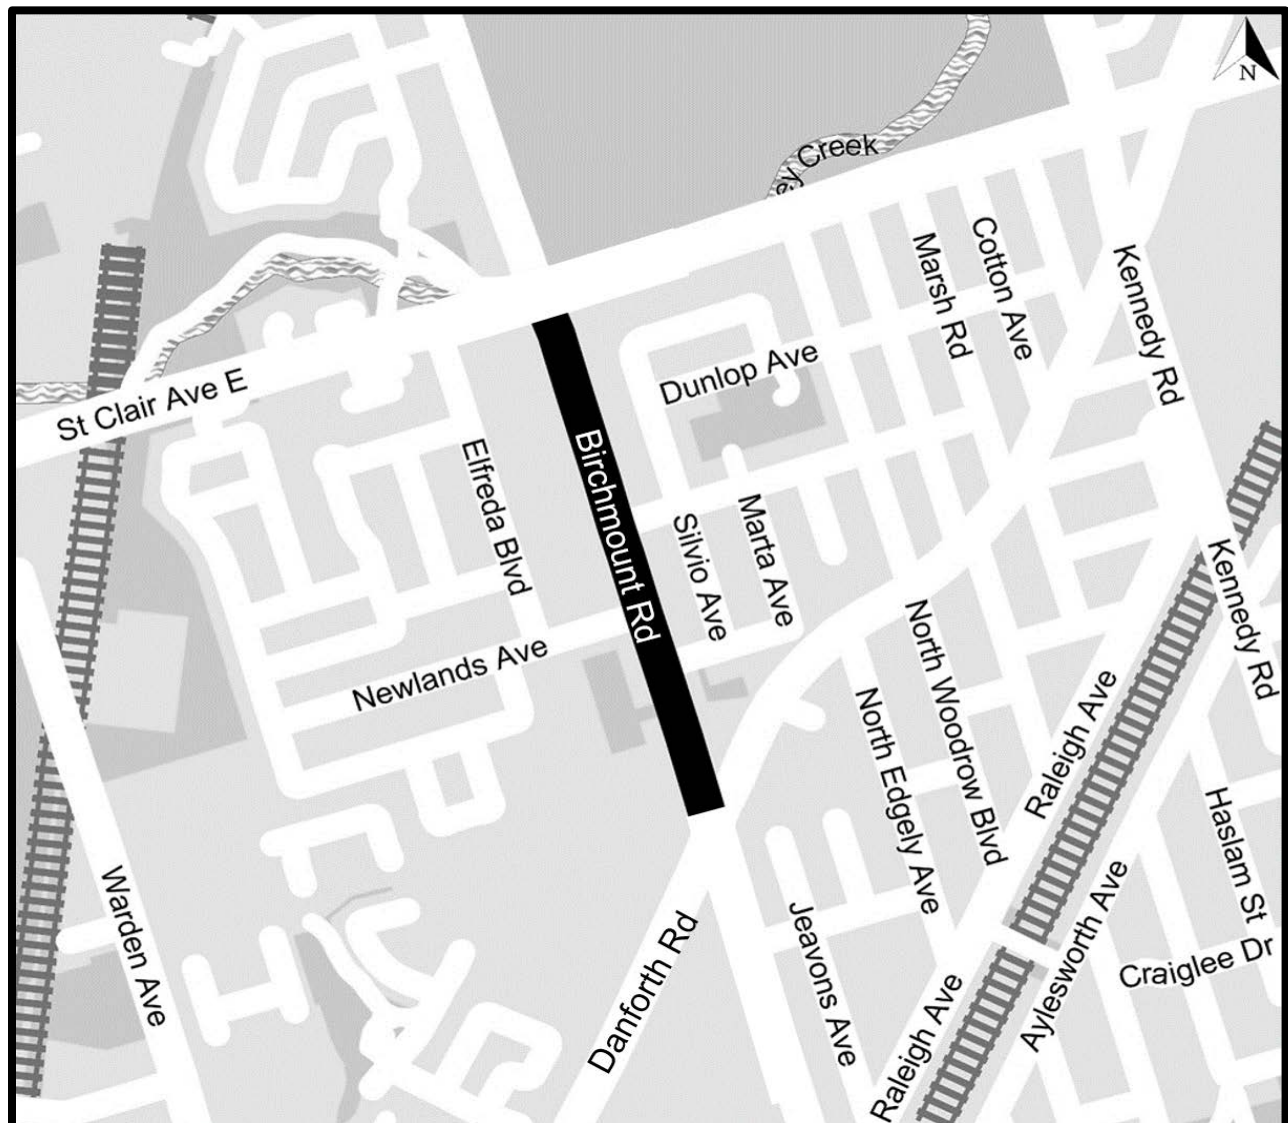 N
ey Creek
Cotton Ave
Marsh Rd
Kennedy Rd
St Clair Ave E
Dunlop Ave
Elfreda Blvd
Birchmount Rd
Silvio Ave
Marta Ave
Newlands Ave
Kennedy Rd
North Woodrow Blvd
North Edgely Ave
Raleigh Ave
Haslam St
Warden Ave
Jeavons Ave
Danforth Rd
Aylesworth Ave
Craiglee Dr
Raleigh Ave